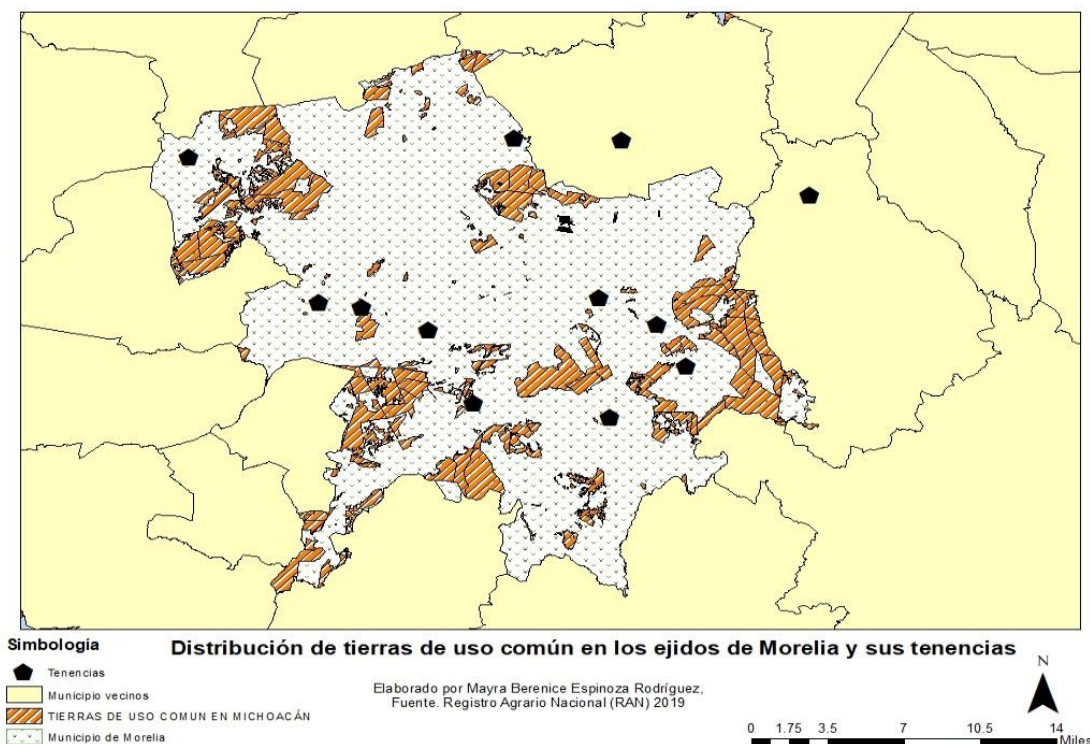 Simbología
Distribución de tierras de uso común en los ejidos de Morelia y sus tenencias
Tenencias
Municipio vecinos
TIERRAS DE USO COMUN EN MICHOACÁN
Municipio de Morelia
Elaborado por Mayra Berenice Espinoza Rodríguez,
Fuente. Registro Agrario Nacional (RAN) 2019
N
0 1.75 3.5 7 10.5 14
Miles